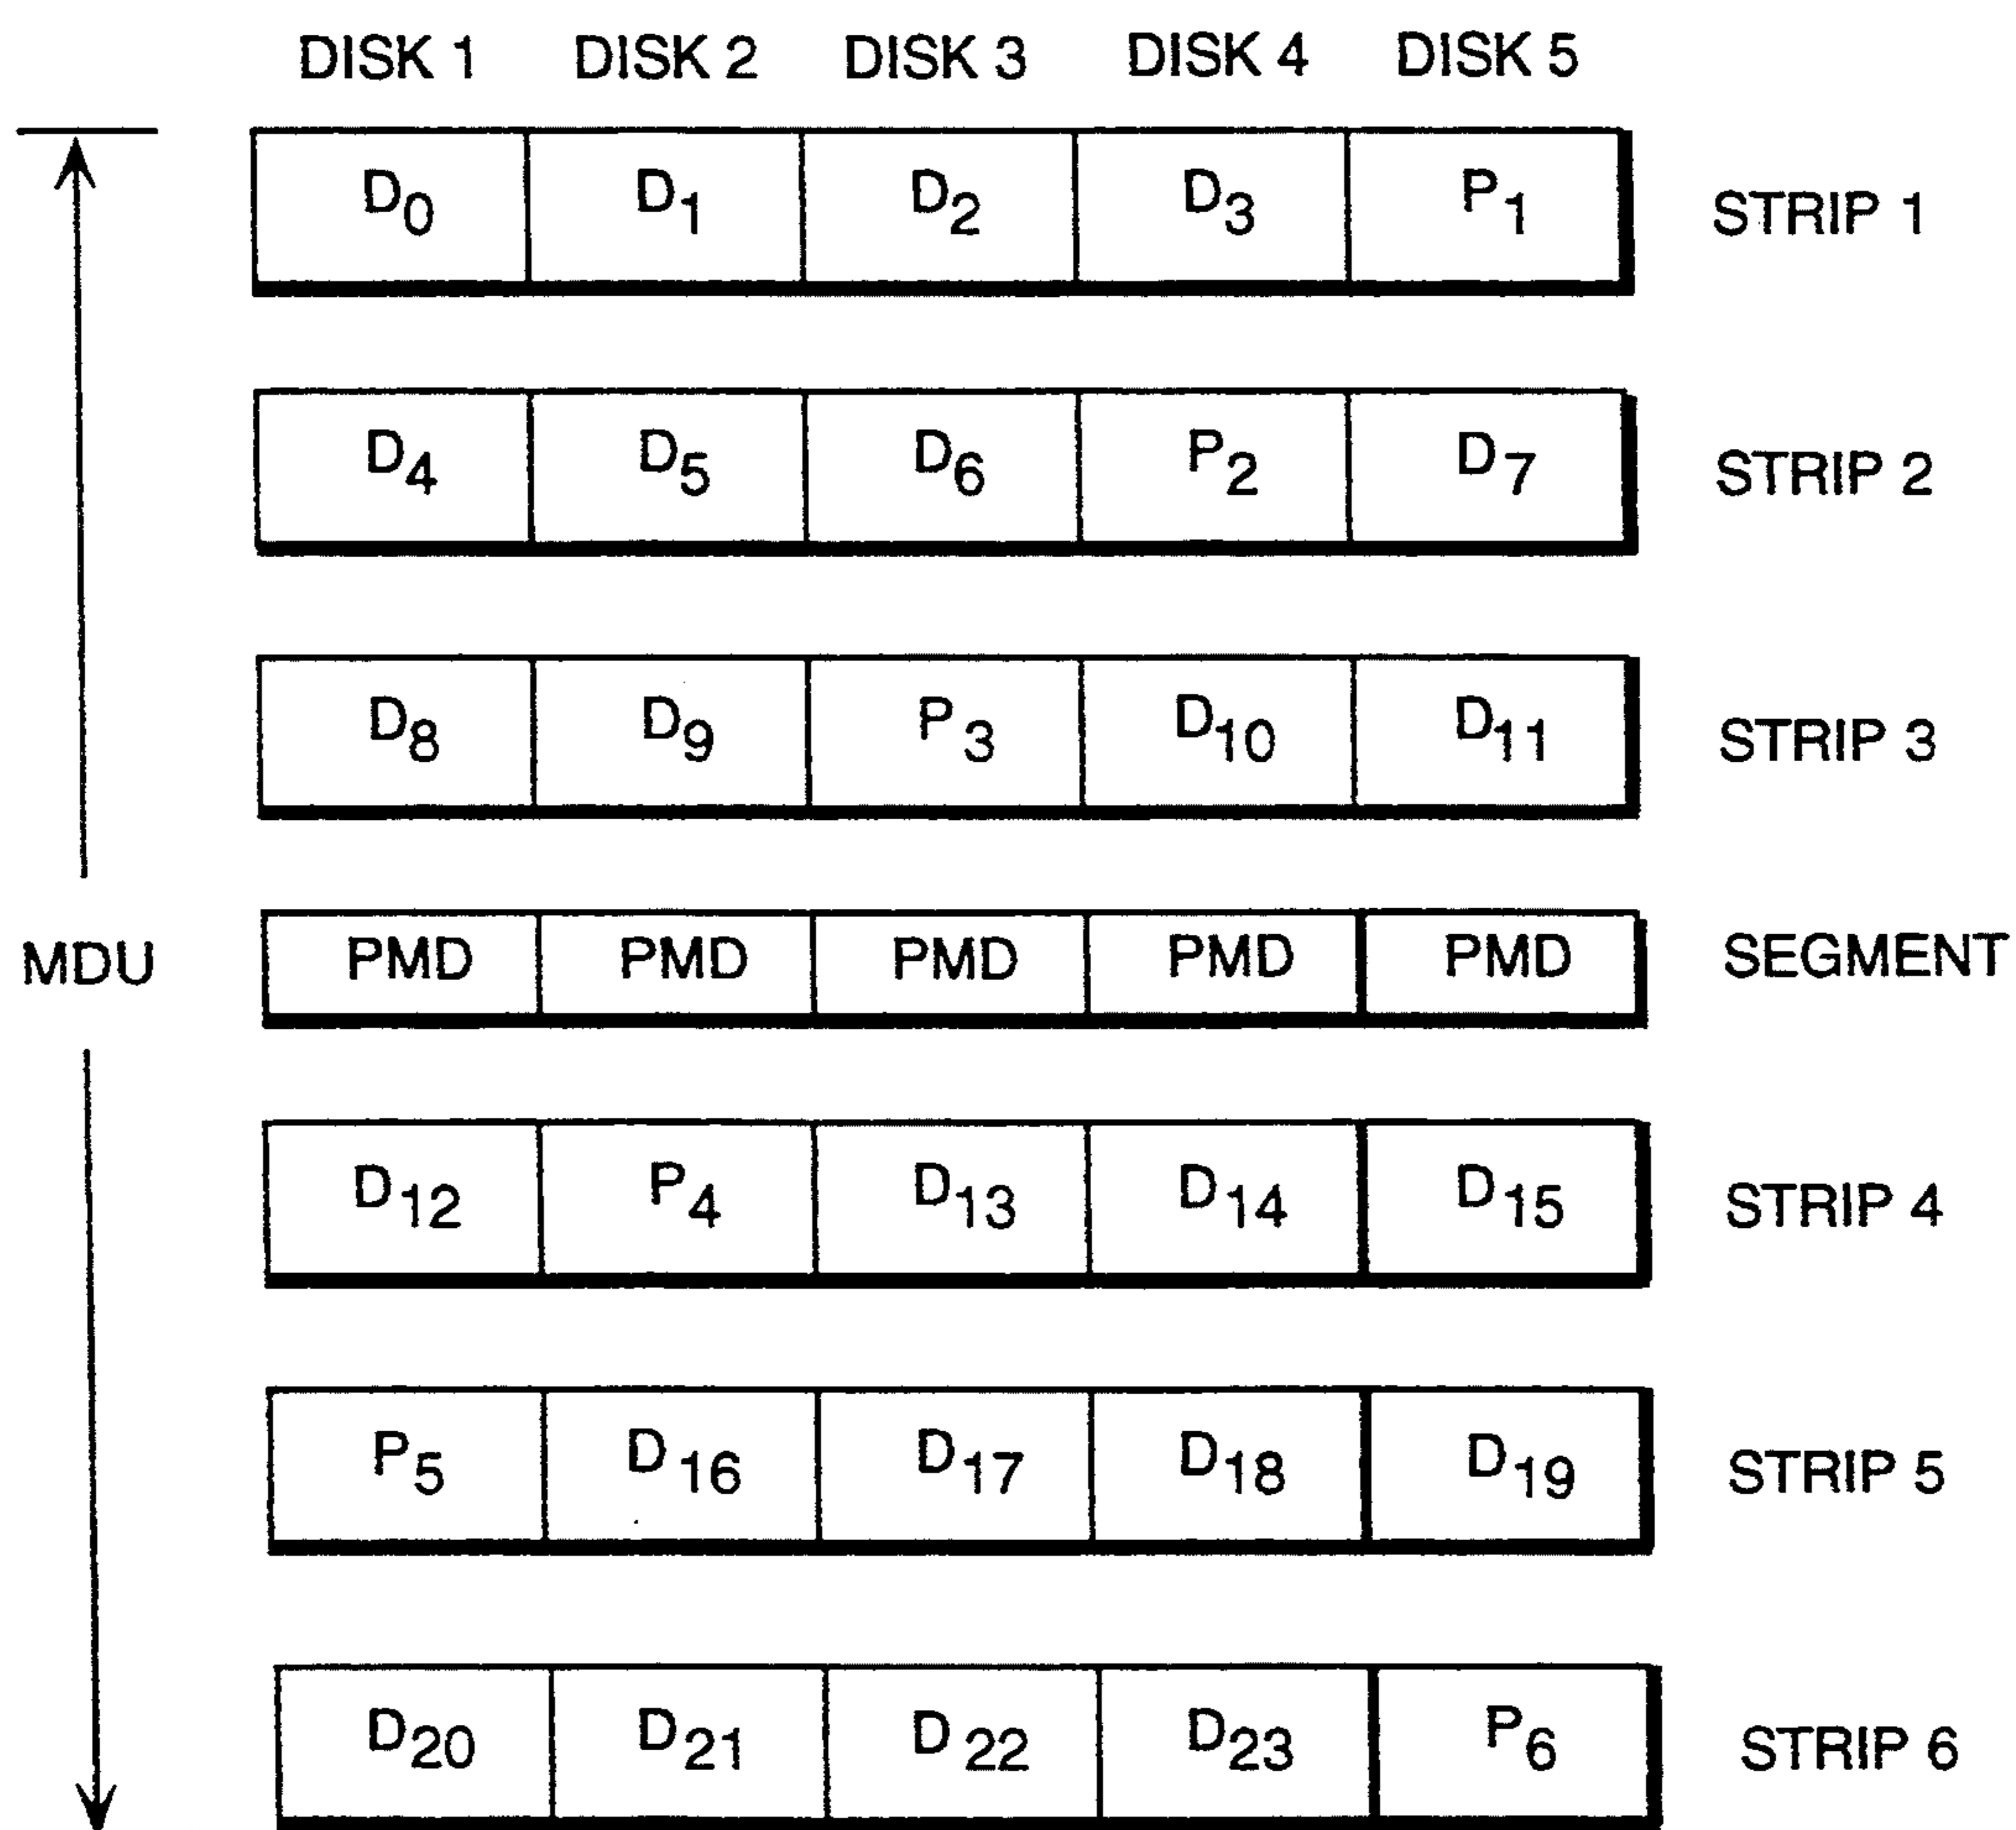 DISK 1 DISK 2 DISK 3 DISK 4 DISK 5
D0 D1 D2 D3 P1 STRIP 1
D4 D5 D6 P2 D7 STRIP 2
D8 D9 P3 D10 D11 STRIP 3
MDU PMD PMD PMD PMD PMD SEGMENT
D12 P4 D13 D14 D15 STRIP 4
P5 D16 D17 D18 D19 STRIP 5
D20 D21 D22 D23 P6 STRIP 6